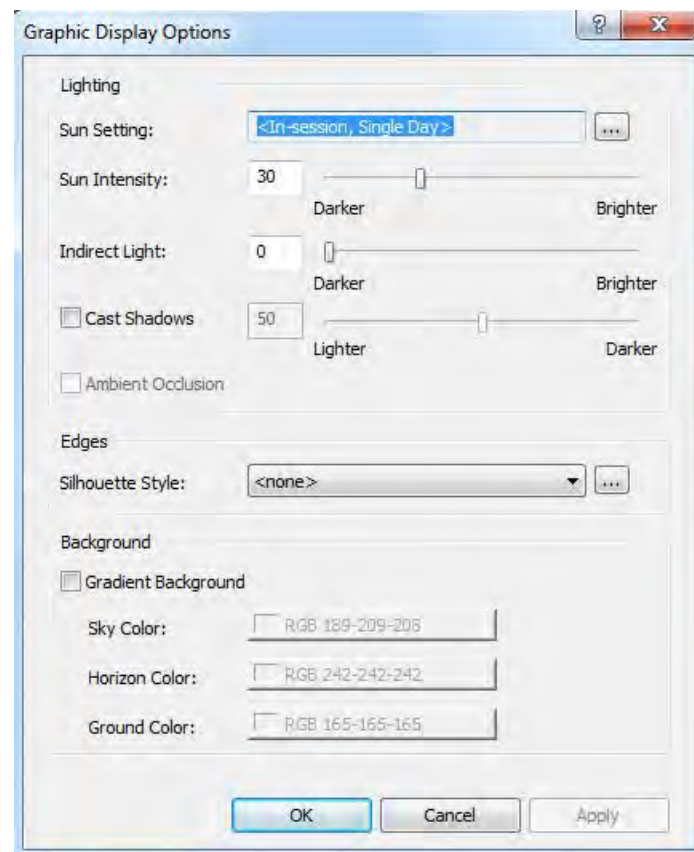 Graphic Display Options
Lighting
Sun Setting: <In-session, Single Day> ...
Sun Intensity: 30
Darker Brighter
Indirect Light: 0
Darker Brighter
Cast Shadows 50
Lighter Darker
Ambient Occlusion
Edges
Silhouette Style: <none> ...
Background
Gradient Background
Sky Color: RGB 189-209-208
Horizon Color: RGB 242-242-242
Ground Color: RGB 165-165-165
OK Cancel Apply